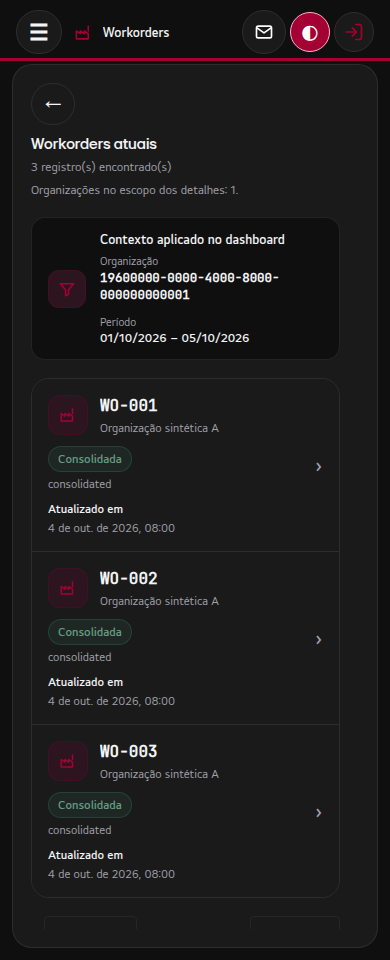 Workorders
Workorders atuais
3 registro(s) encontrado(s)
Organizações no escopo dos detalhes: 1.
Contexto aplicado no dashboard
Organização
19600000-0000-4000-8000-
000000000001
Período
01/10/2026 — 05/10/2026
WO-001
Organização sintética A
Consolidada
consolidated
Atualizado em
4 de out. de 2026, 08:00
WO-002
Organização sintética A
Consolidada
consolidated
Atualizado em
4 de out. de 2026, 08:00
WO-003
Organização sintética A
Consolidada
consolidated
Atualizado em
4 de out. de 2026, 08:00